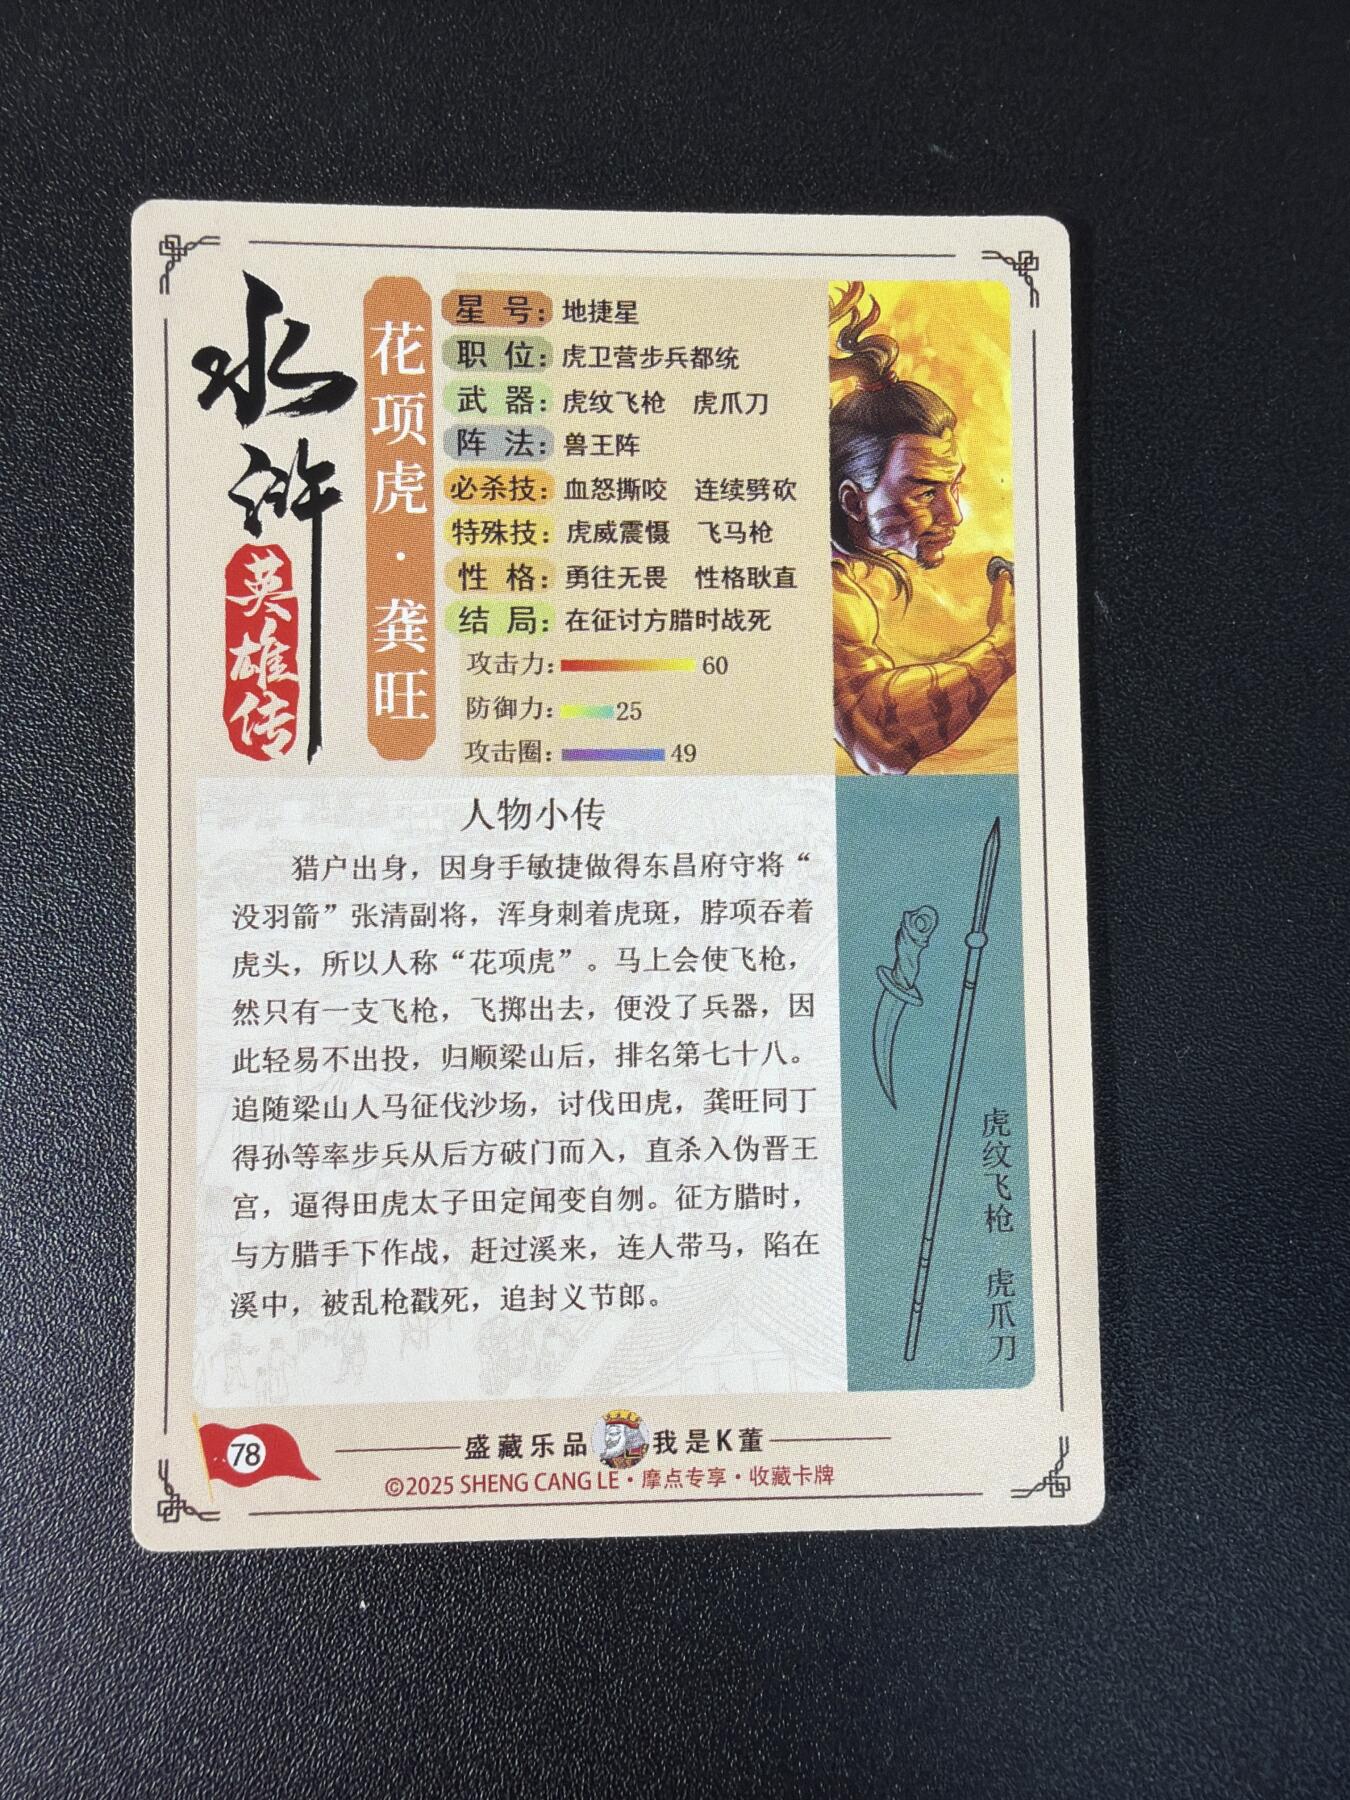 水浒
英雄传
花项虎·龚旺
星号：地捷星
职位：虎卫营步兵都统
武器：虎纹飞枪 虎爪刀
阵法：兽王阵
必杀技：血怒撕咬 连续劈砍
特殊技：虎威震慑 飞马枪
性格：勇往无畏 性格耿直
结局：在征讨方腊时战死
攻击力：60
防御力：25
攻击圈：49
人物小传
猎户出身，因身手敏捷做得东昌府守将“
没羽箭”张清副将，浑身刺着虎斑，脖项吞着
虎头，所以人称“花项虎”。马上会使飞枪，
然只有一支飞枪，飞掷出去，便没了兵器，因
此轻易不出投，归顺梁山后，排名第七十八。
追随梁山人马征伐沙场，讨伐田虎，龚旺同丁
得孙等率步兵从后方破门而入，直杀入伪晋王
宫，逼得田虎太子田定闻变自刎。征方腊时，
与方腊手下作战，赶过溪来，连人带马，陷在
溪中，被乱枪戳死，追封义节郎。
虎纹飞枪 虎爪刀
78
盛藏乐品 我是K董
©2025 SHENG CANG LE·摩点专享·收藏卡牌